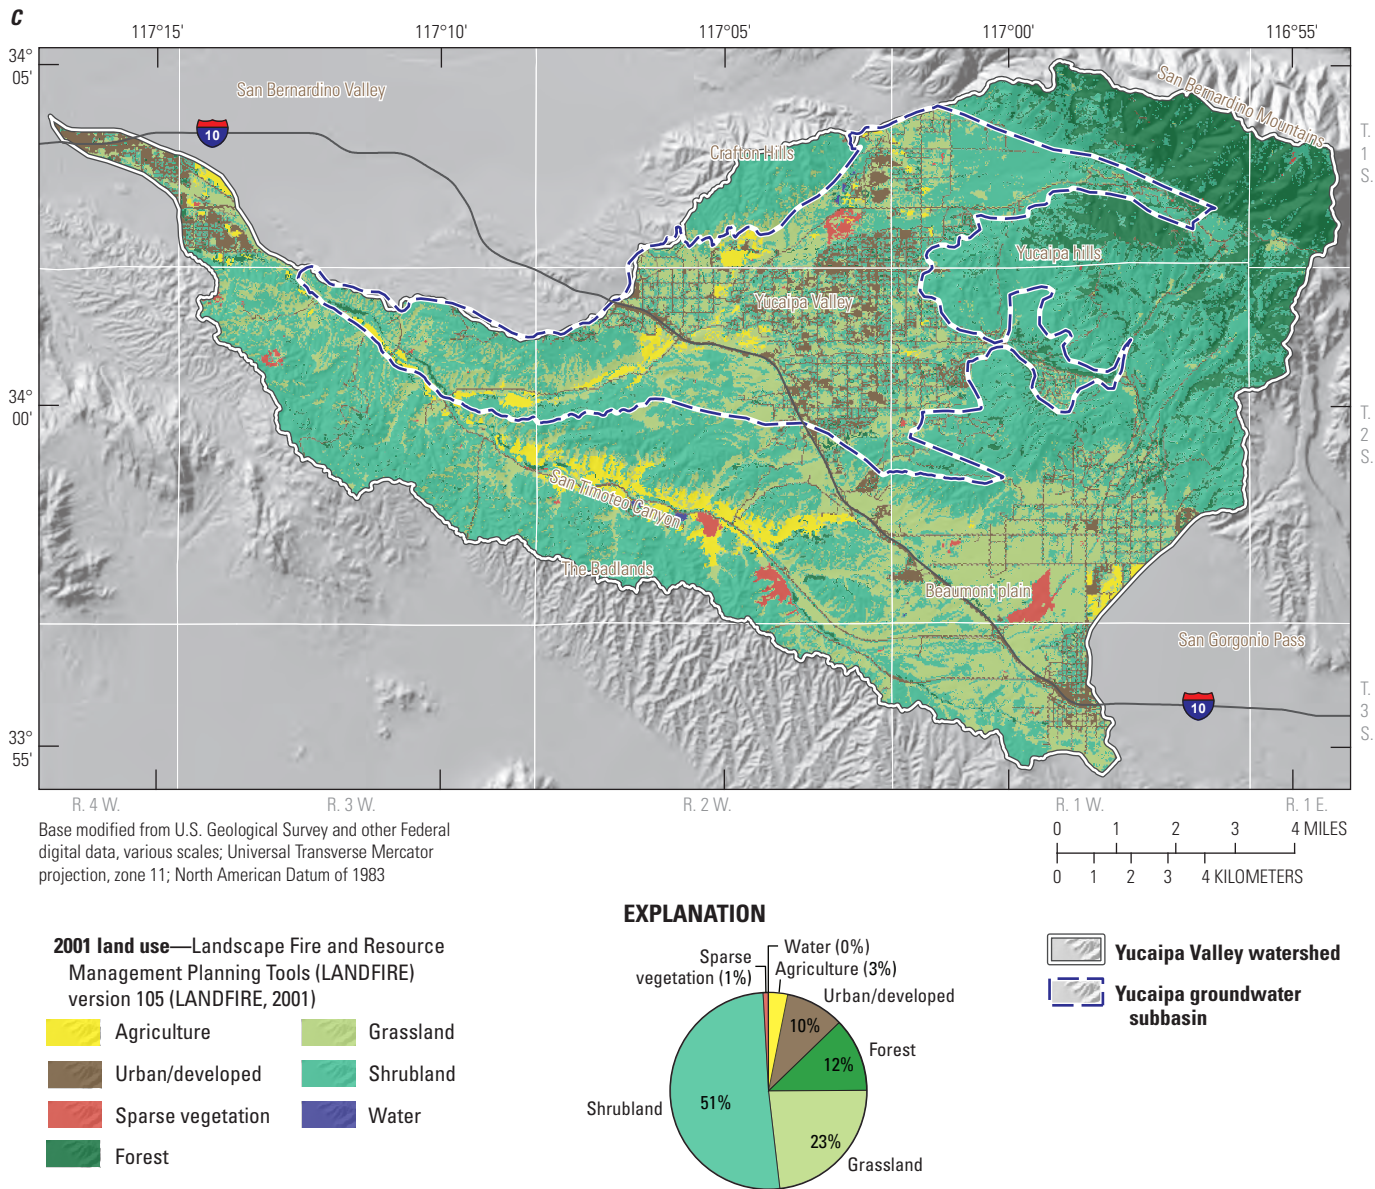 C
117°15' 117°10' 117°05' 117°00' 116°55'
34°
05'
San Bernardino Valley
San Bernardino Mountains
10
Crafton Hills
T.
1
S.
Yucaipa hills
Yucaipa Valley
34°
00'
T.
2
S.
San Timoteo Canyon
The Badlands
Beaumont plain
San Gorgonio Pass
10
T.
3
S.
33°
55'
R. 4 W. R. 3 W. R. 2 W. R. 1 W. R. 1 E.
Base modified from U.S. Geological Survey and other Federal
digital data, various scales; Universal Transverse Mercator
projection, zone 11; North American Datum of 1983
0 1 2 3 4 MILES
0 1 2 3 4 KILOMETERS
EXPLANATION
2001 land use—Landscape Fire and Resource
Management Planning Tools (LANDFIRE)
version 105 (LANDFIRE, 2001)
Agriculture
Urban/developed
Sparse vegetation
Forest
Grassland
Shrubland
Water
Water (0%)
Sparse
vegetation (1%)
Agriculture (3%)
Urban/developed
10%
Forest
12%
Shrubland
51%
23%
Grassland
Yucaipa Valley watershed
Yucaipa groundwater
subbasin